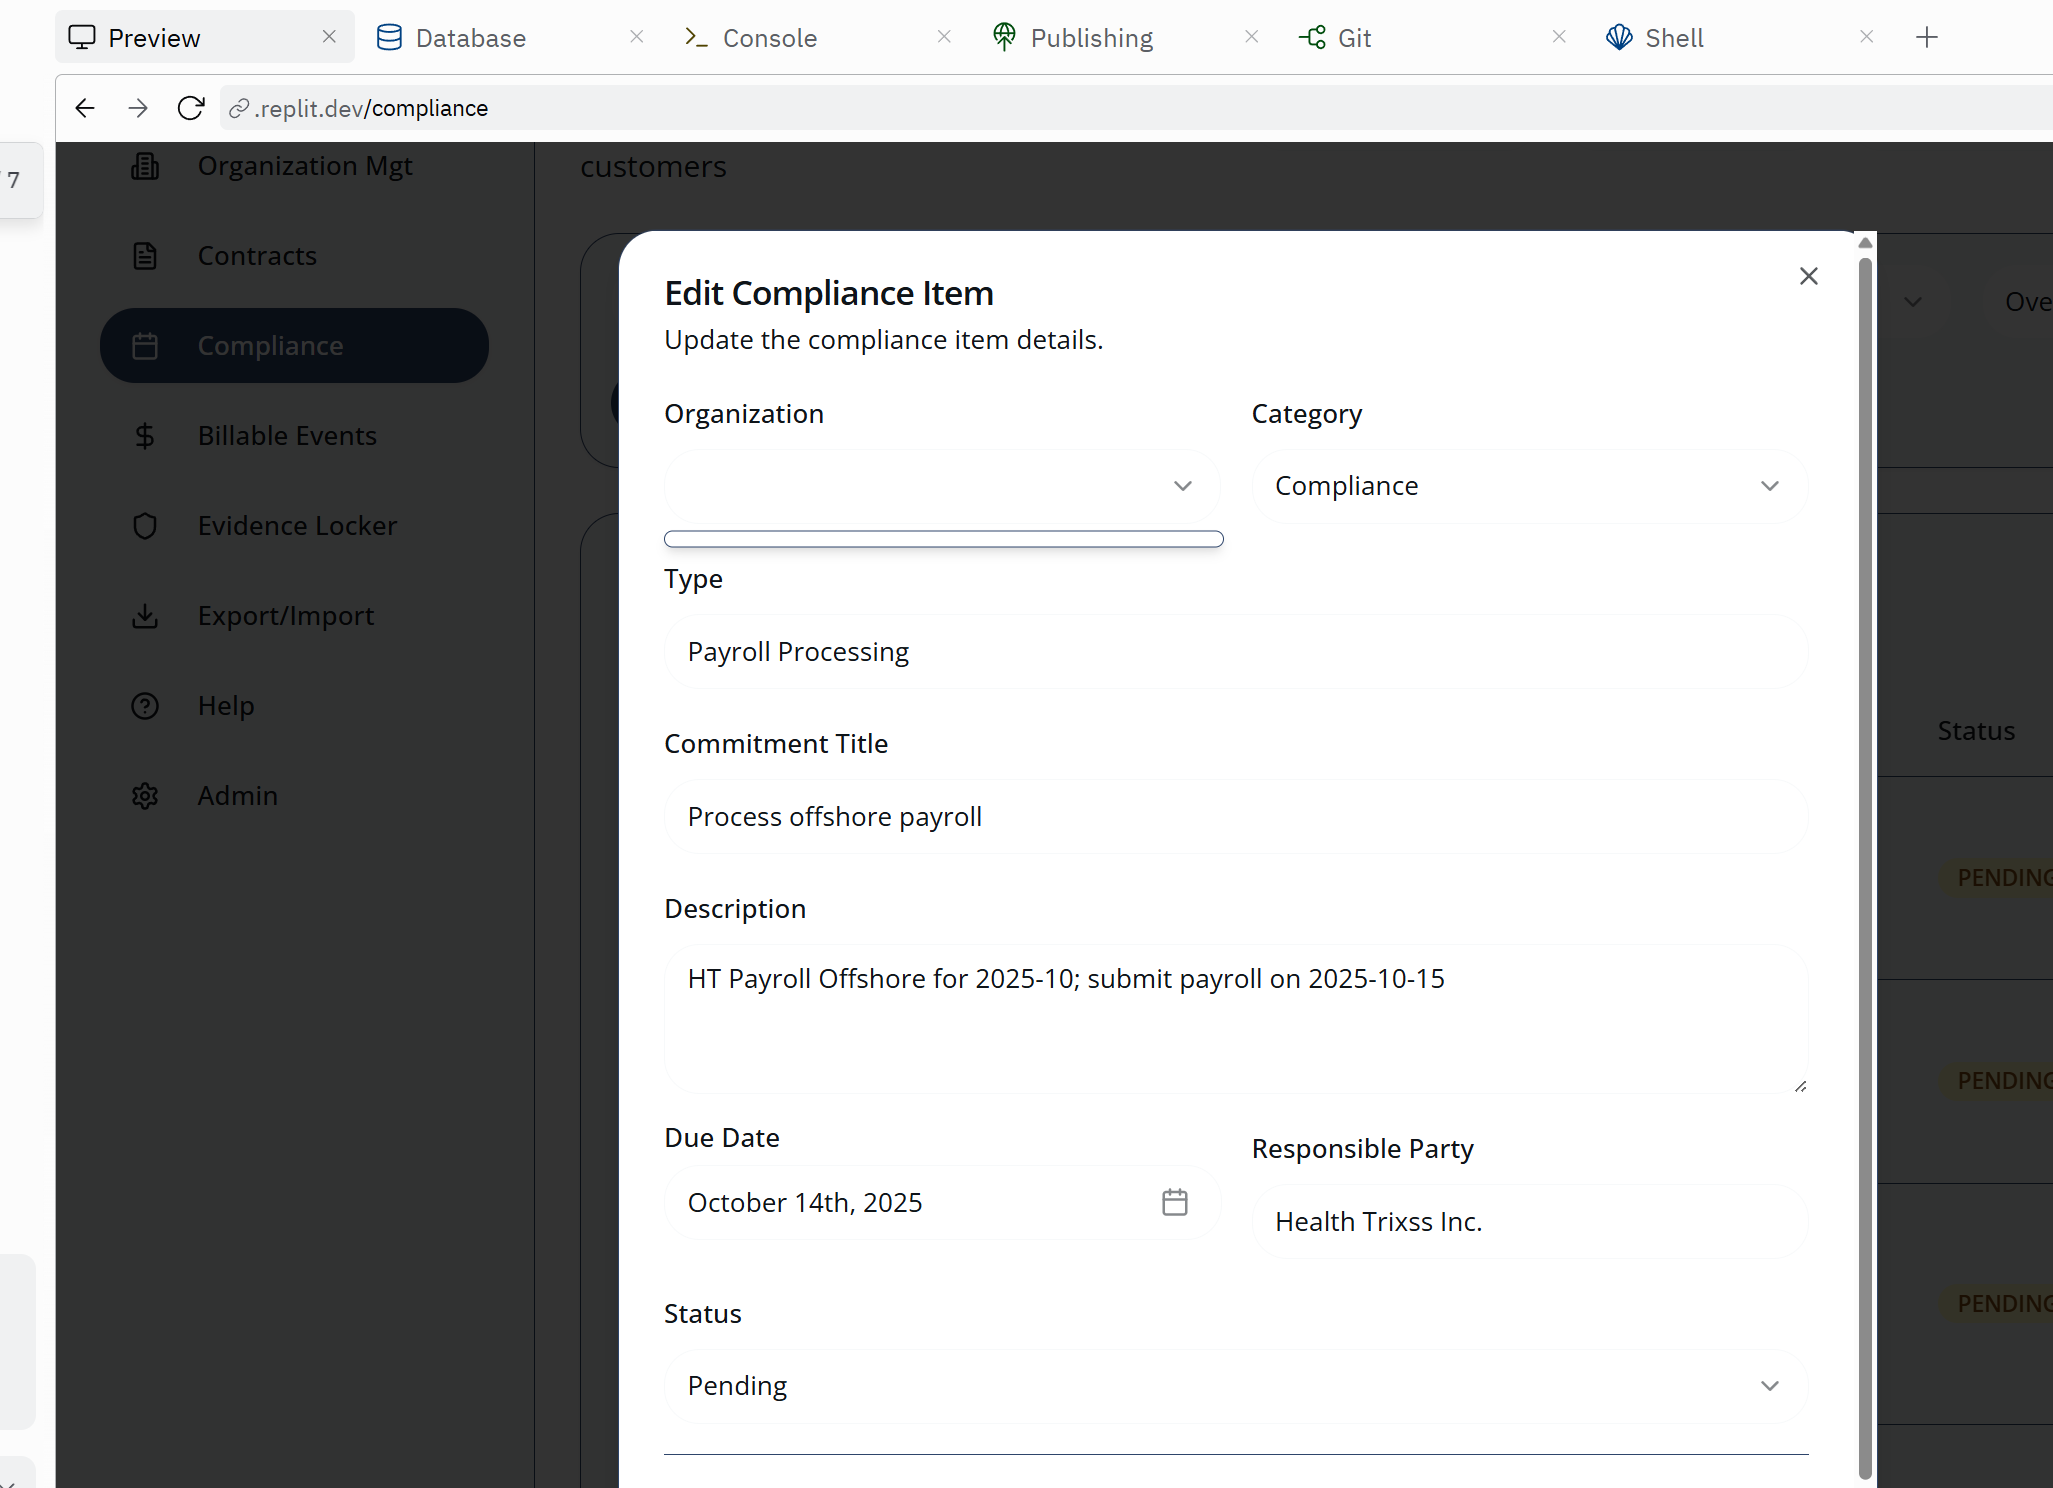 Preview
Database
Console
Publishing
Git
Shell
.replit.dev/compliance
7
Organization Mgt
Contracts
Compliance
Billable Events
Evidence Locker
Export/Import
Help
Admin
customers
Edit Compliance Item
Update the compliance item details.
Organization
Category
Compliance
Type
Payroll Processing
Commitment Title
Process offshore payroll
Description
HT Payroll Offshore for 2025-10; submit payroll on 2025-10-15
Due Date
Responsible Party
October 14th, 2025
Health Trixss Inc.
Status
Pending
Status
PENDING
PENDING
PENDING